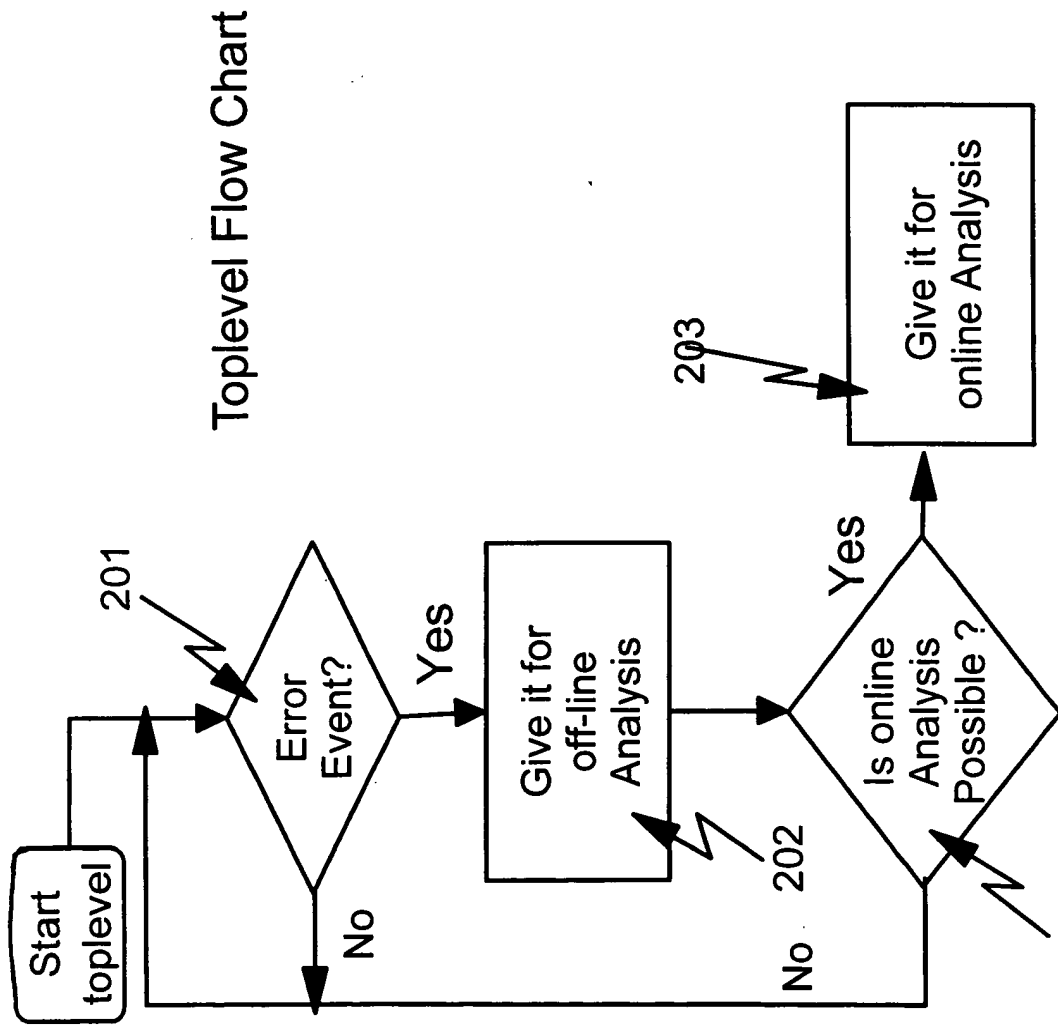 Toplevel Flow Chart
Start
toplevel
201
Error
Event?
No
Yes
Give it for
off-line
Analysis
202
Is online
Analysis
Possible ?
No
Yes
203
Give it for
online Analysis